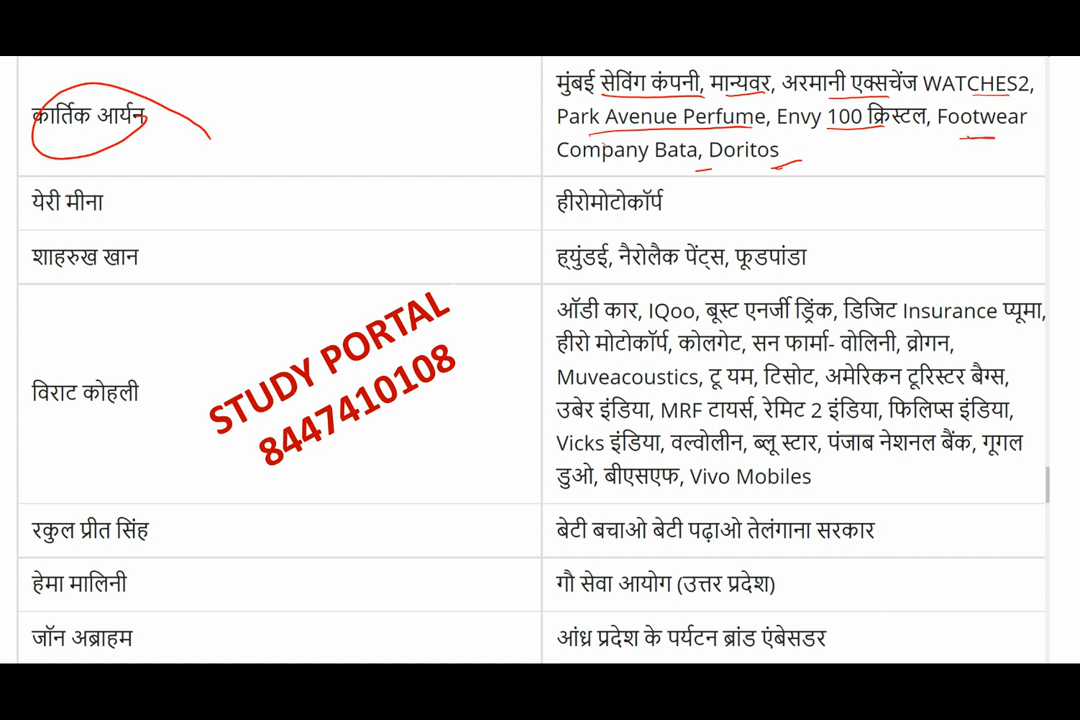 कार्तिक आर्यन
मुंबई सेविंग कंपनी, मान्यवर, अरमानी एक्सचेंज WATCHES2,
Park Avenue Perfume, Envy 100 क्रिस्टल, Footwear
Company Bata, Doritos
येरी मीना
हीरोमोटोकॉर्प
शाहरुख खान
ह्युंडई, नैरोलैक पेंट्स, फूडपांडा
विराट कोहली
ऑडी कार, IQoo, बूस्ट एनर्जी ड्रिंक, डिजिट Insurance प्यूमा,
हीरो मोटोकॉर्प, कोलगेट, सन फार्मा- वोलिनी, व्रोगन,
Muveacoustics, टू यम, टिसोट, अमेरिकन टूरिस्टर बैग्स,
उबेर इंडिया, MRF टायर्स, रेमिट 2 इंडिया, फिलिप्स इंडिया,
Vicks इंडिया, वल्वोलीन, ब्लू स्टार, पंजाब नेशनल बैंक, गूगल
डुओ, बीएसएफ, Vivo Mobiles
STUDY PORTAL
8447410108
रकुल प्रीत सिंह
बेटी बचाओ बेटी पढ़ाओ तेलंगाना सरकार
हेमा मालिनी
गौ सेवा आयोग (उत्तर प्रदेश)
जॉन अब्राहम
आंध्र प्रदेश के पर्यटन ब्रांड एंबेसडर